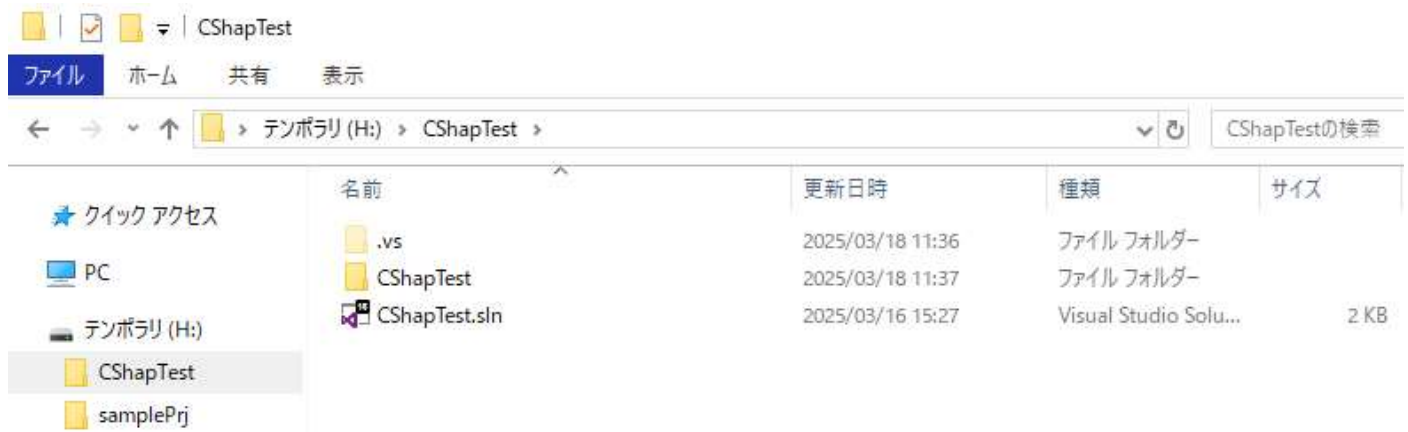 CShapTest
ファイル ホーム 共有 表示
テンポラリ (H:) CShapTest CShapTestの検索
名前 更新日時 種類 サイズ
クイック アクセス
PC
テンポラリ (H:)
CShapTest
samplePrj
.vs 2025/03/18 11:36 ファイル フォルダー
CShapTest 2025/03/18 11:37 ファイル フォルダー
CShapTest.sln 2025/03/16 15:27 Visual Studio Solu... 2 KB